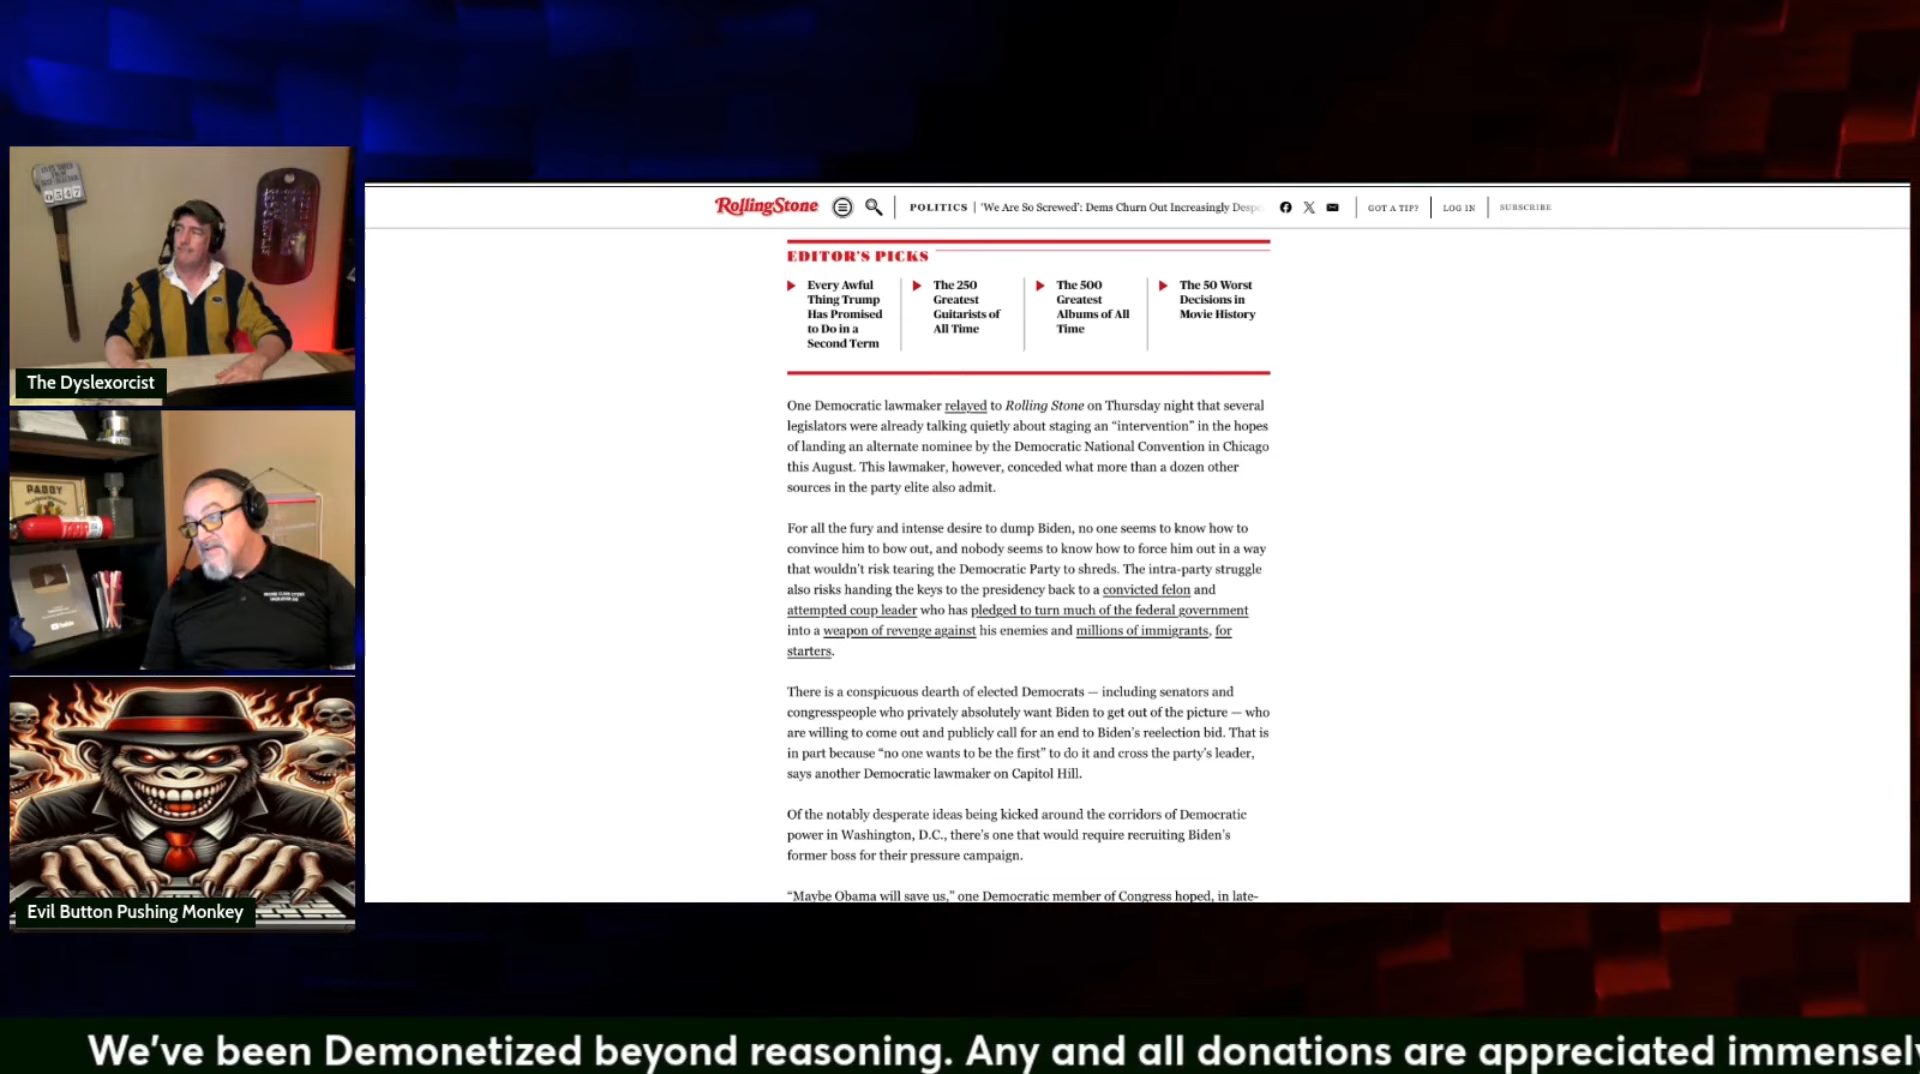 0547
The Dyslexorcist
PABBY
YouTube
Evil Button Pushing Monkey
RollingStone
POLITICS | 'We Are So Screwed': Dems Churn Out Increasingly Despe
GOT A TIP?
LOG IN
SUBSCRIBE
EDITOR'S PICKS
Every Awful
Thing Trump
Has Promised
to Do in a
Second Term
The 250
Greatest
Guitarists of
All Time
The 500
Greatest
Albums of All
Time
The 50 Worst
Decisions in
Movie History
One Democratic lawmaker relayed to Rolling Stone on Thursday night that several
legislators were already talking quietly about staging an “intervention” in the hopes
of landing an alternate nominee by the Democratic National Convention in Chicago
this August. This lawmaker, however, conceded what more than a dozen other
sources in the party elite also admit.
For all the fury and intense desire to dump Biden, no one seems to know how to
convince him to bow out, and nobody seems to know how to force him out in a way
that wouldn’t risk tearing the Democratic Party to shreds. The intra-party struggle
also risks handing the keys to the presidency back to a convicted felon and
attempted coup leader who has pledged to turn much of the federal government
into a weapon of revenge against his enemies and millions of immigrants, for
starters.
There is a conspicuous dearth of elected Democrats — including senators and
congresspeople who privately absolutely want Biden to get out of the picture — who
are willing to come out and publicly call for an end to Biden’s reelection bid. That is
in part because “no one wants to be the first” to do it and cross the party’s leader,
says another Democratic lawmaker on Capitol Hill.
Of the notably desperate ideas being kicked around the corridors of Democratic
power in Washington, D.C., there’s one that would require recruiting Biden’s
former boss for their pressure campaign.
“Maybe Obama will save us,” one Democratic member of Congress hoped, in late-
We've been Demonetized beyond reasoning. Any and all donations are appreciated immensely